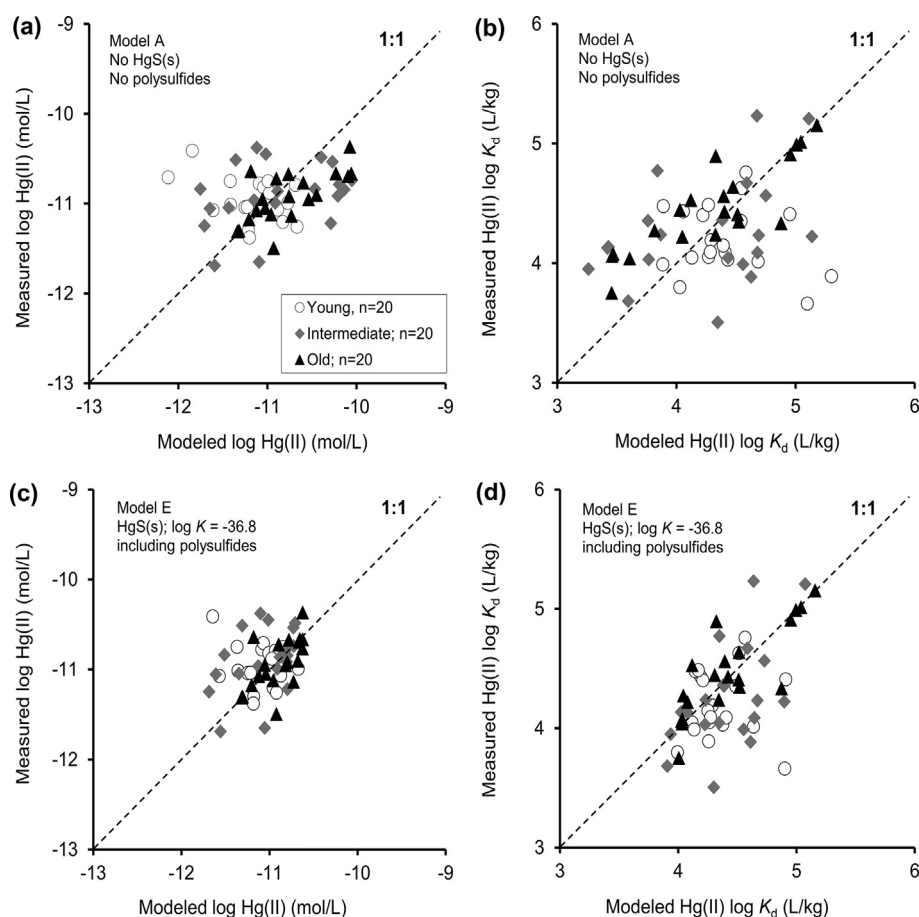 (a)
Model A
No HgS(s)
No polysulfides
1:1
Measured log Hg(II) (mol/L)
-9
-10
-11
-12
-13
Young, n=20
Intermediate; n=20
Old; n=20
-13
-12
-11
-10
-9
Modeled log Hg(II) (mol/L)
(b)
Model A
No HgS(s)
No polysulfides
1:1
Measured Hg(II) log Kd (L/kg)
6
5
4
3
3
4
5
6
Modeled Hg(II) log Kd (L/kg)
(c)
Model E
HgS(s); log K = -36.8
including polysulfides
1:1
Measured log Hg(II) (mol/L)
-9
-10
-11
-12
-13
-13
-12
-11
-10
-9
Modeled log Hg(II) (mol/L)
(d)
Model E
HgS(s); log K = -36.8
including polysulfides
1:1
Measured Hg(II) log Kd (L/kg)
6
5
4
3
3
4
5
6
Modeled Hg(II) log Kd (L/kg)